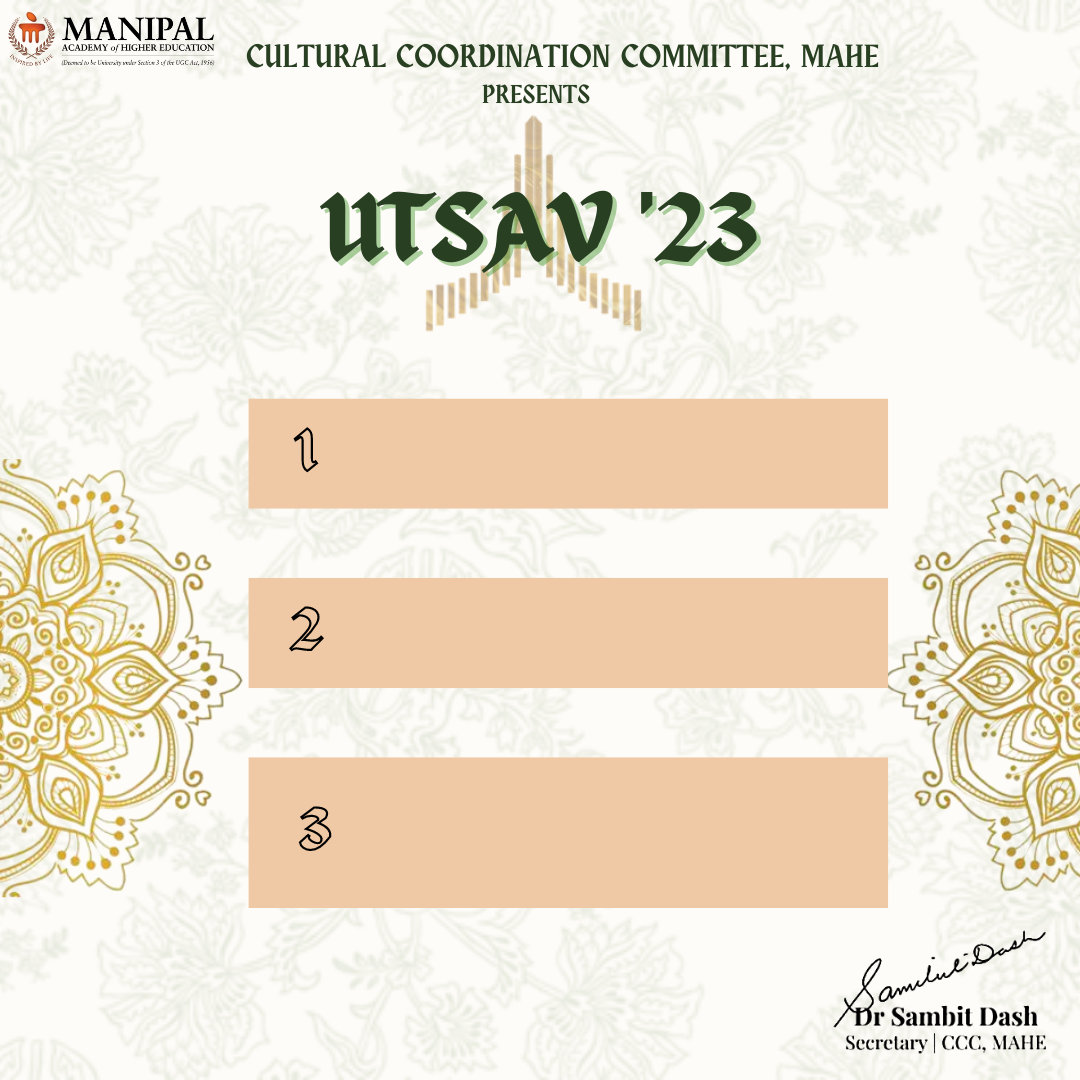 MANIPAL
ACADEMY of HIGHER EDUCATION
(Deemed to be University under Section 3 of the UGC Act, 1956)
INSPIRED BY LIFE
CULTURAL COORDINATION COMMITTEE, MAHE
PRESENTS
UTSAV '23
1
2
3
Sambit Dash
Dr Sambit Dash
Secretary | CCC, MAHE